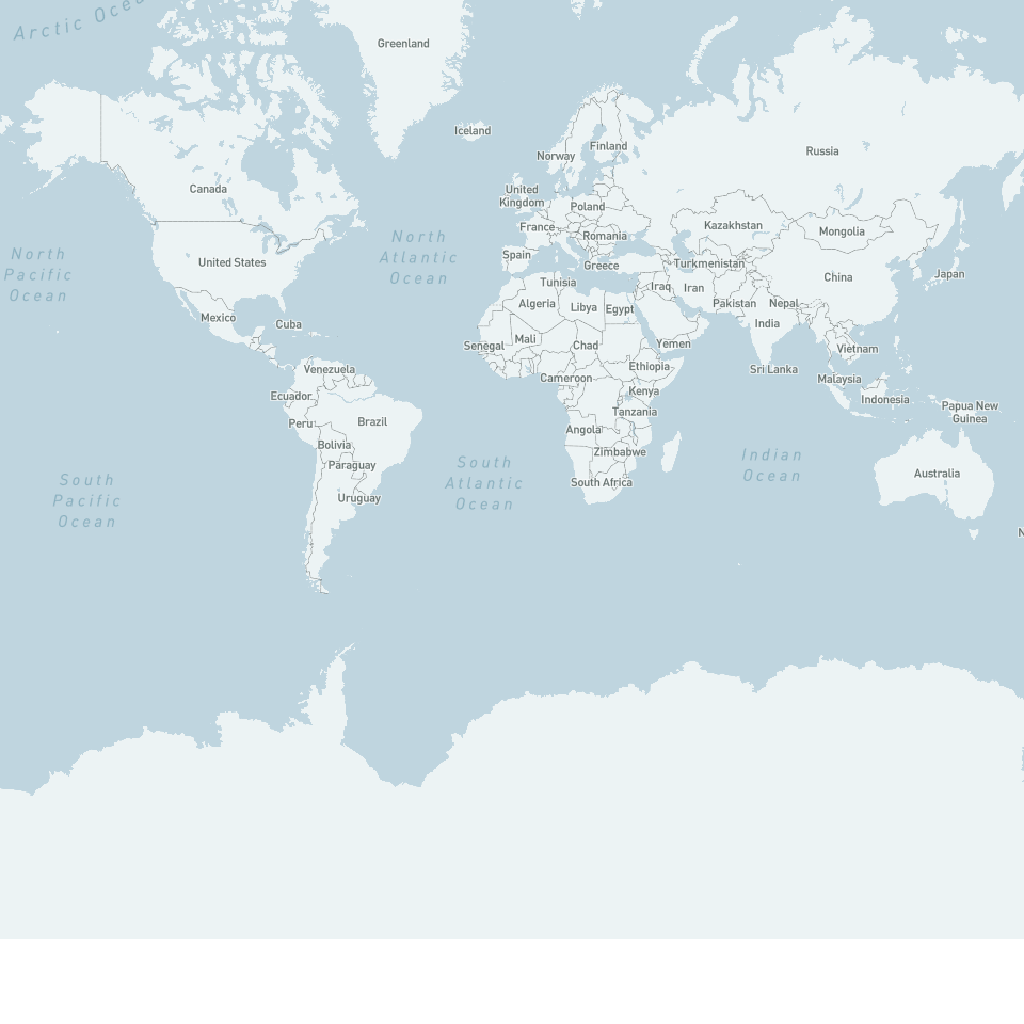 Arctic Oce
Greenland
Iceland
Norway
Finland
Russia
Canada
United
Kingdom
Poland
France
Romania
Kazakhstan
Mongolia
North
Pacific
Ocean
North
Atlantic
Ocean
United States
Spain
Greece
Turkmenistan
China
Japan
Tunisia
Iraq
Iran
Algeria
Libya
Egypt
Pakistan
Nepal
Mexico
Cuba
India
Senegal
Mali
Chad
Yemen
Vietnam
Venezuela
Cameroon
Ethiopia
Sri Lanka
Malaysia
Ecuador
Kenya
Indonesia
Papua New
Guinea
Peru
Brazil
Tanzania
Angola
Bolivia
Zimbabwe
Paraguay
South
Atlantic
Ocean
Indian
Ocean
Australia
South
Pacific
Ocean
Uruguay
South Africa